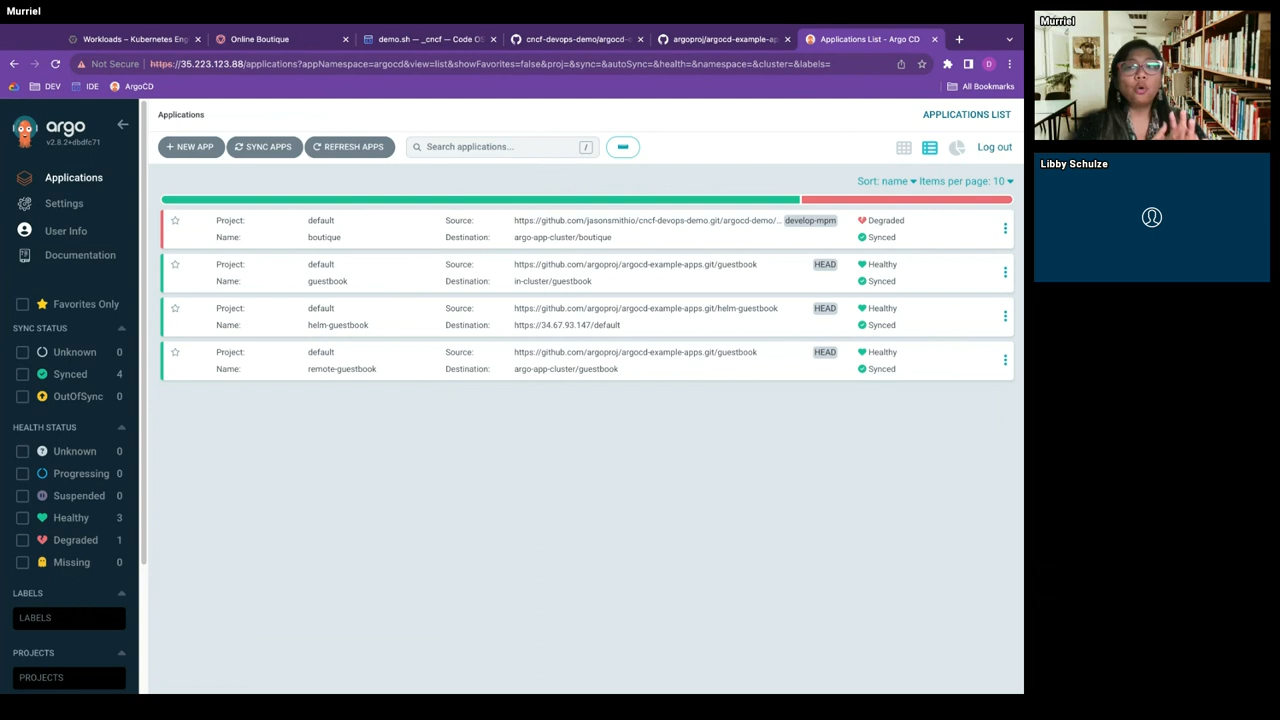 Murriel
Workloads – Kubernetes Eng
Online Boutique
demo.sh — _cncf — Code OS
cncf-devops-demo/argocd-
argoproj/argocd-example-ap
Applications List - Argo CD
Not Secure https://35.223.123.88/applications?appNamespace=argocd&view=list&showFavorites=false&proj=&sync=&autoSync=&health=&namespace=&cluster=&labels=
D
DEV
IDE
ArgoCD
All Bookmarks
argo
v2.8.2+dbdfc71
Applications
Settings
User Info
Documentation
Favorites Only
SYNC STATUS
Unknown 0
Synced 4
OutOfSync 0
HEALTH STATUS
Unknown 0
Progressing 0
Suspended 0
Healthy 3
Degraded 1
Missing 0
LABELS
LABELS
PROJECTS
PROJECTS
Applications
APPLICATIONS LIST
+ NEW APP
SYNC APPS
REFRESH APPS
Search applications...
/
Log out
Sort: name
Items per page: 10
Project: default Source: https://github.com/jasonsmithio/cncf-devops-demo.git/argocd-demo/... develop-mpm Degraded
Name: boutique Destination: argo-app-cluster/boutique Synced
Project: default Source: https://github.com/argoproj/argocd-example-apps.git/guestbook HEAD Healthy
Name: guestbook Destination: in-cluster/guestbook Synced
Project: default Source: https://github.com/argoproj/argocd-example-apps.git/helm-guestbook HEAD Healthy
Name: helm-guestbook Destination: https://34.67.93.147/default Synced
Project: default Source: https://github.com/argoproj/argocd-example-apps.git/guestbook HEAD Healthy
Name: remote-guestbook Destination: argo-app-cluster/guestbook Synced
Murriel
Libby Schulze